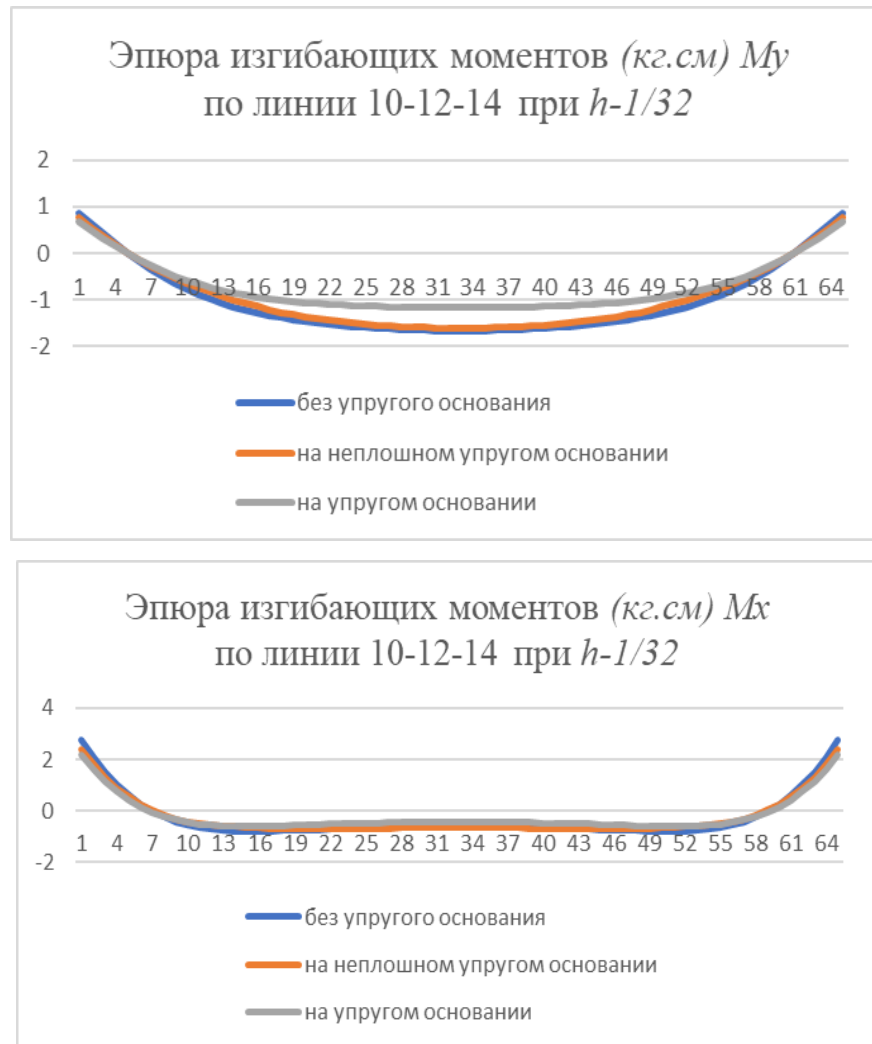 Эпюра изгибающих моментов (кг.см) My
по линии 10-12-14 при h-1/32
2
1
0
1 4 7 10 13 16 19 22 25 28 31 34 37 40 43 46 49 52 55 58 61 64
-1
-2
без упругого основания
на неплошном упругом основании
на упругом основании
Эпюра изгибающих моментов (кг.см) Mx
по линии 10-12-14 при h-1/32
4
2
0
1 4 7 10 13 16 19 22 25 28 31 34 37 40 43 46 49 52 55 58 61 64
-2
без упругого основания
на неплошном упругом основании
на упругом основании